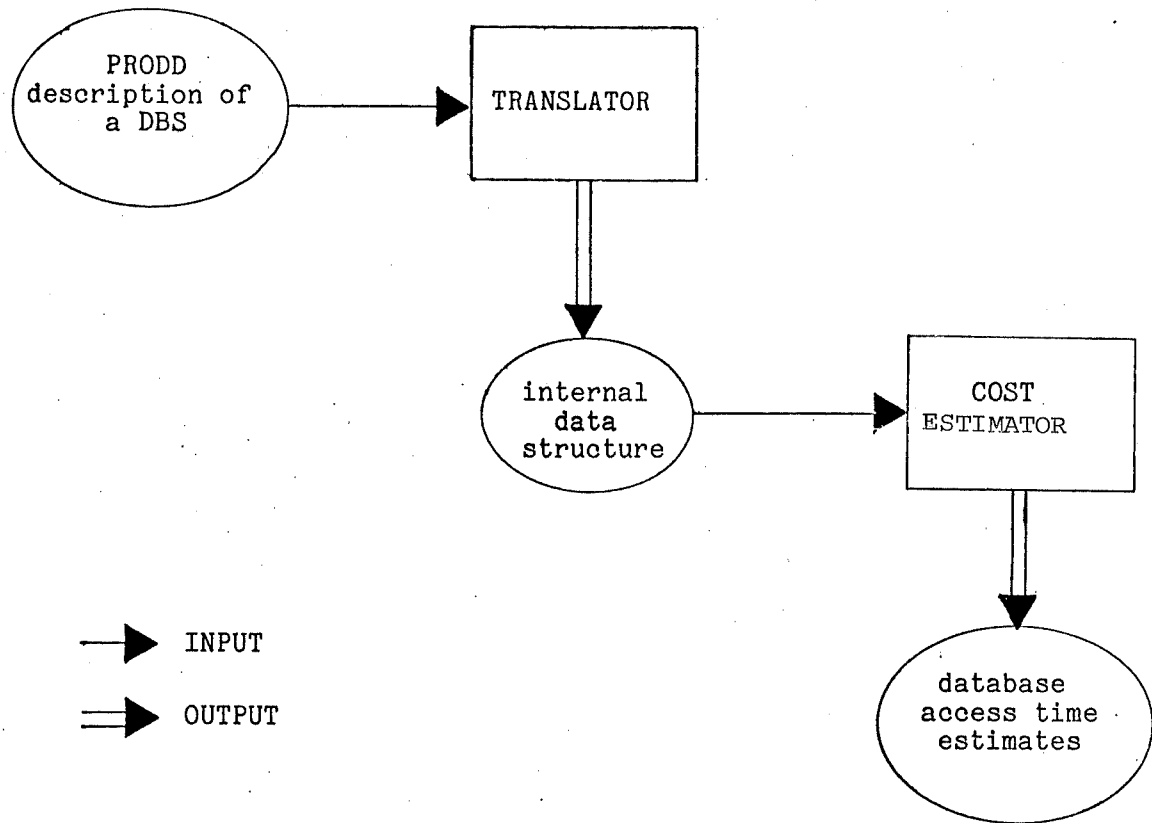 PRODD
description of
a DBS
TRANSLATOR
internal
data
structure
COST
ESTIMATOR
INPUT
OUTPUT
database
access time
estimates